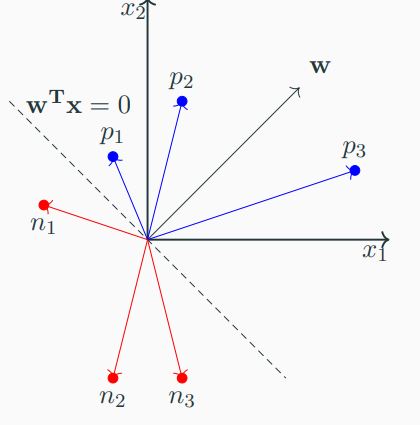 x₂
w
p₂
wᵀx = 0
p₁
p₃
n₁
x₁
n₂
n₃